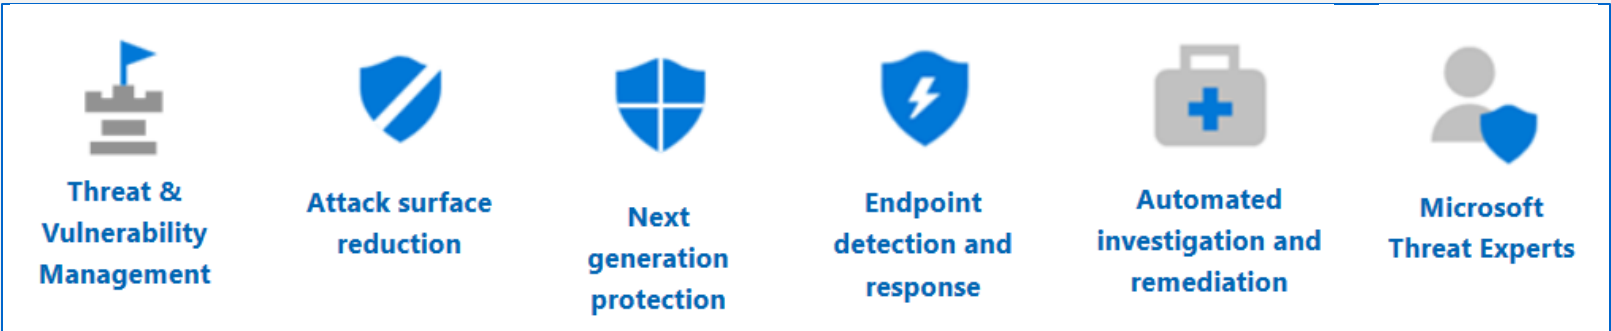 Threat &
Vulnerability
Management
Attack surface
reduction
Next
generation
protection
Endpoint
detection and
response
Automated
investigation and
remediation
Microsoft
Threat Experts